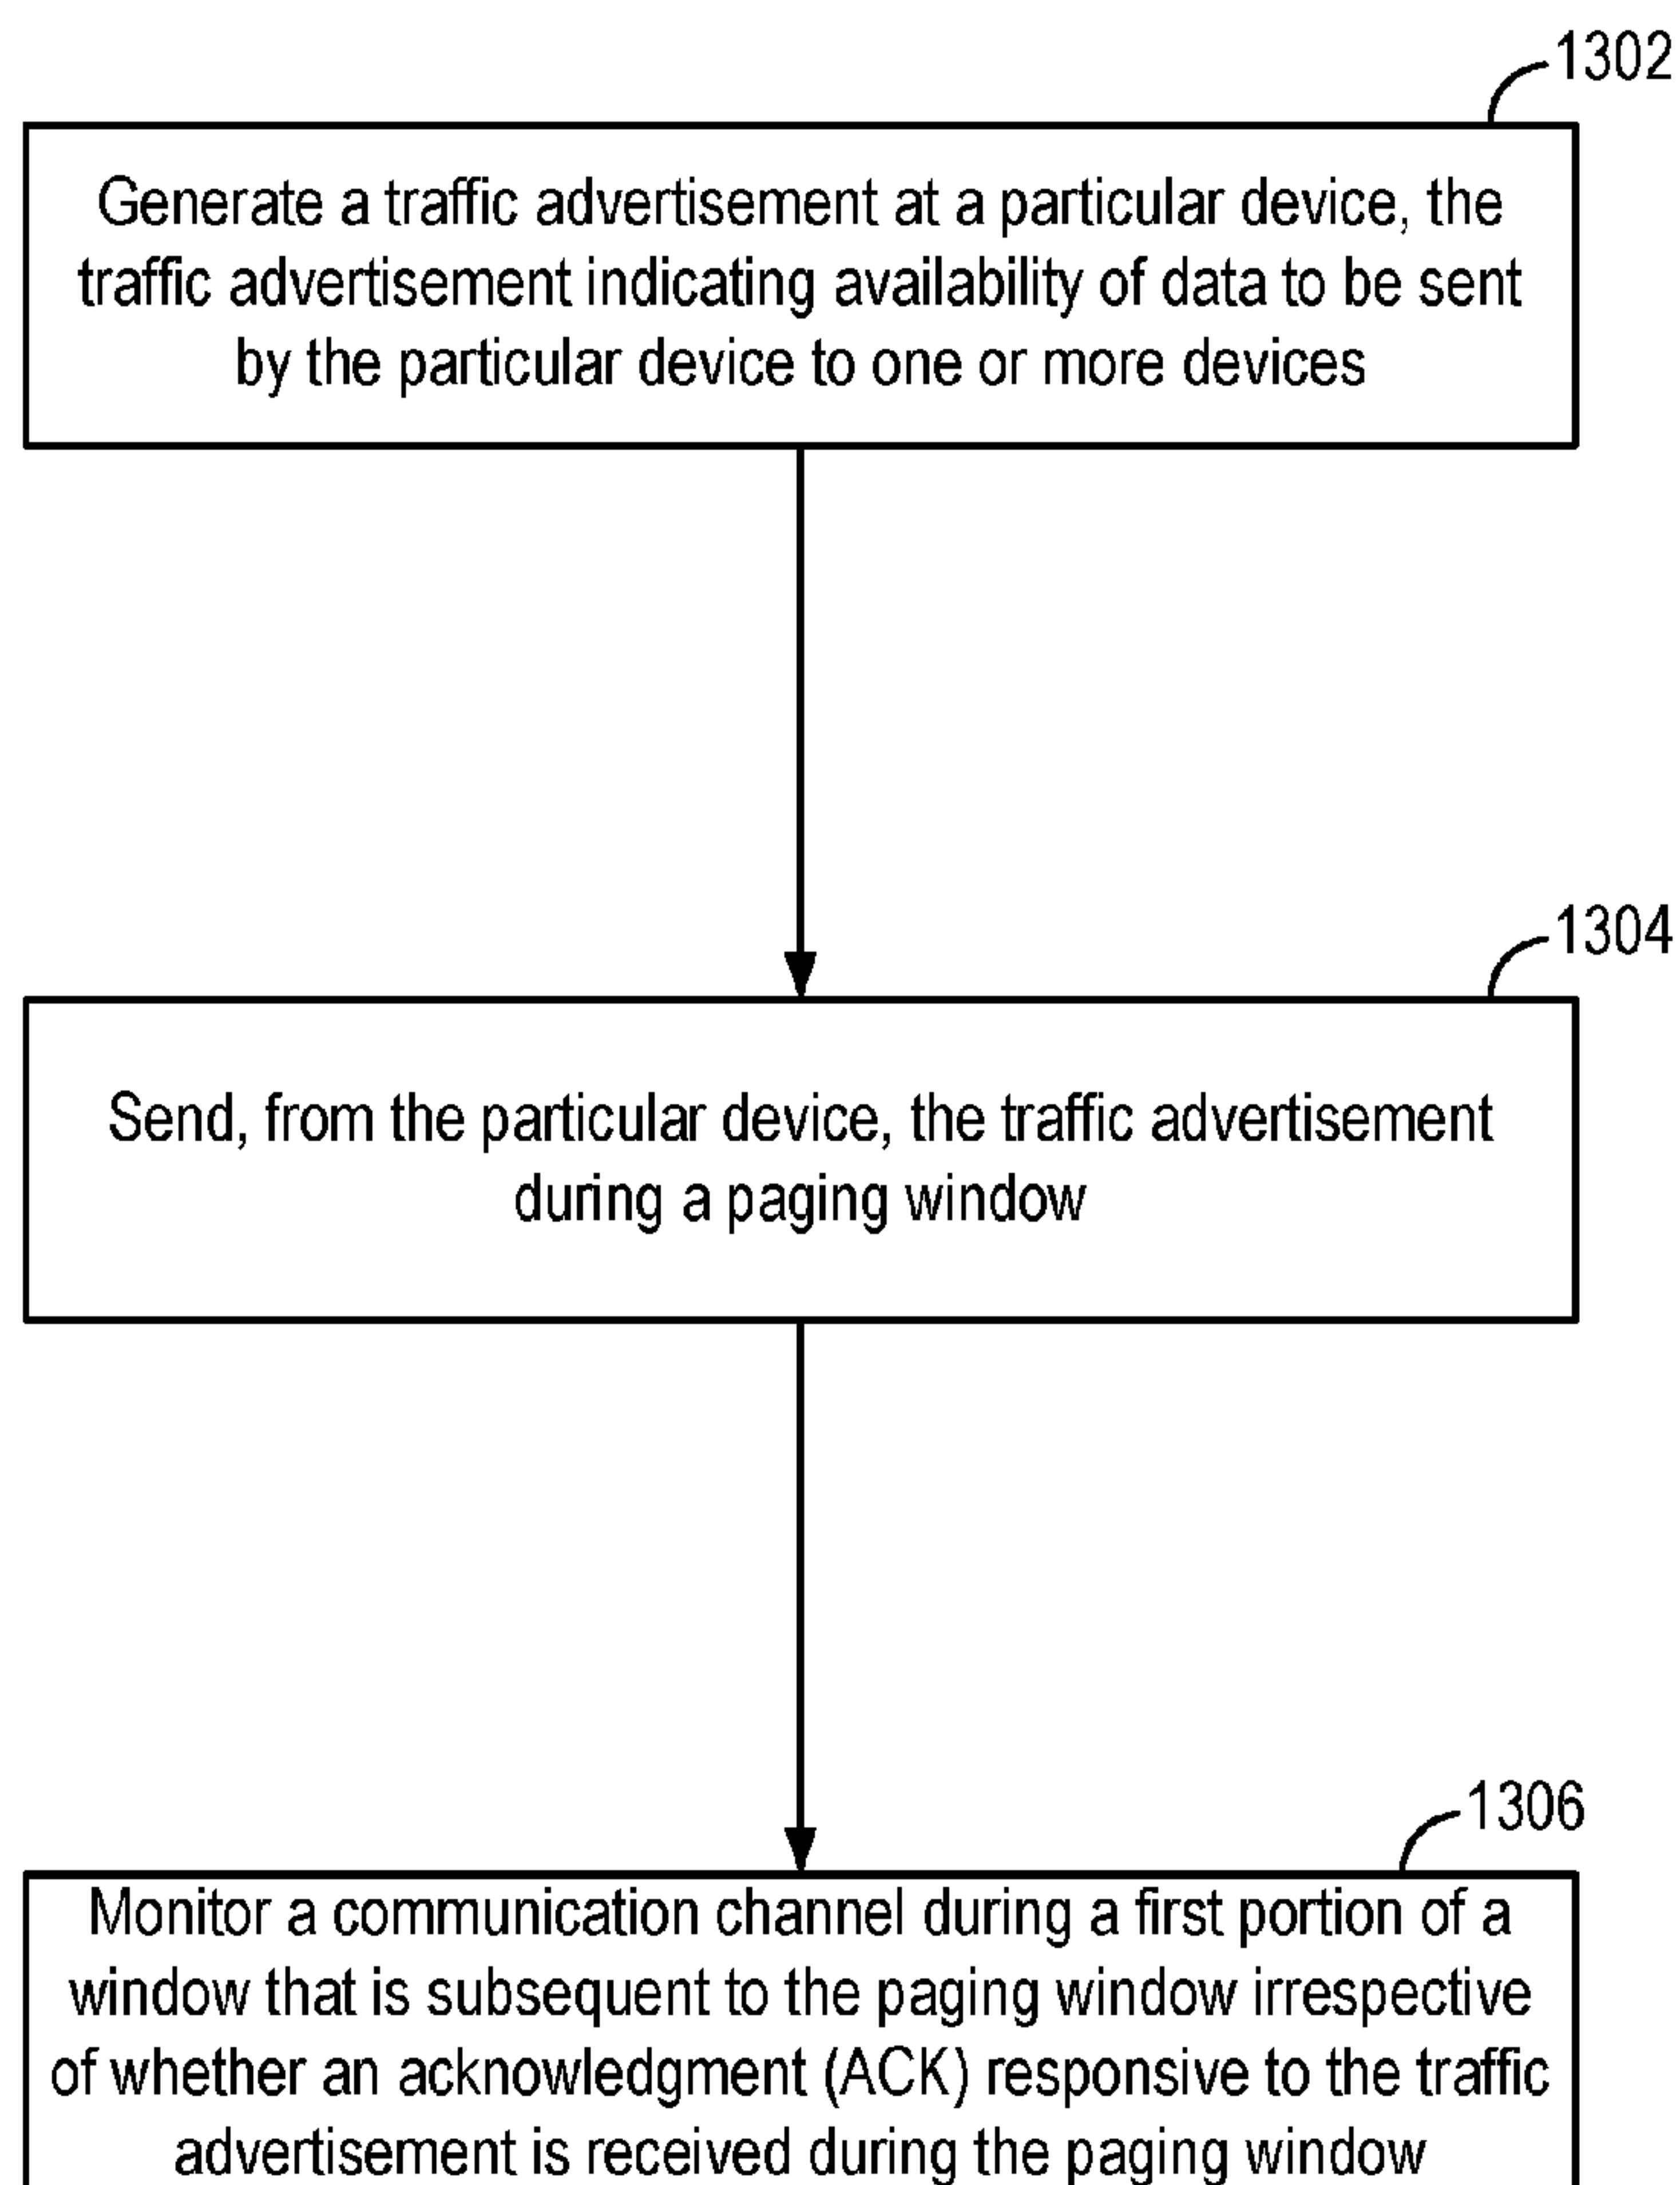 1302
Generate a traffic advertisement at a particular device, the
traffic advertisement indicating availability of data to be sent
by the particular device to one or more devices
1304
Send, from the particular device, the traffic advertisement
during a paging window
1306
Monitor a communication channel during a first portion of a
window that is subsequent to the paging window irrespective
of whether an acknowledgment (ACK) responsive to the traffic
advertisement is received during the paging window